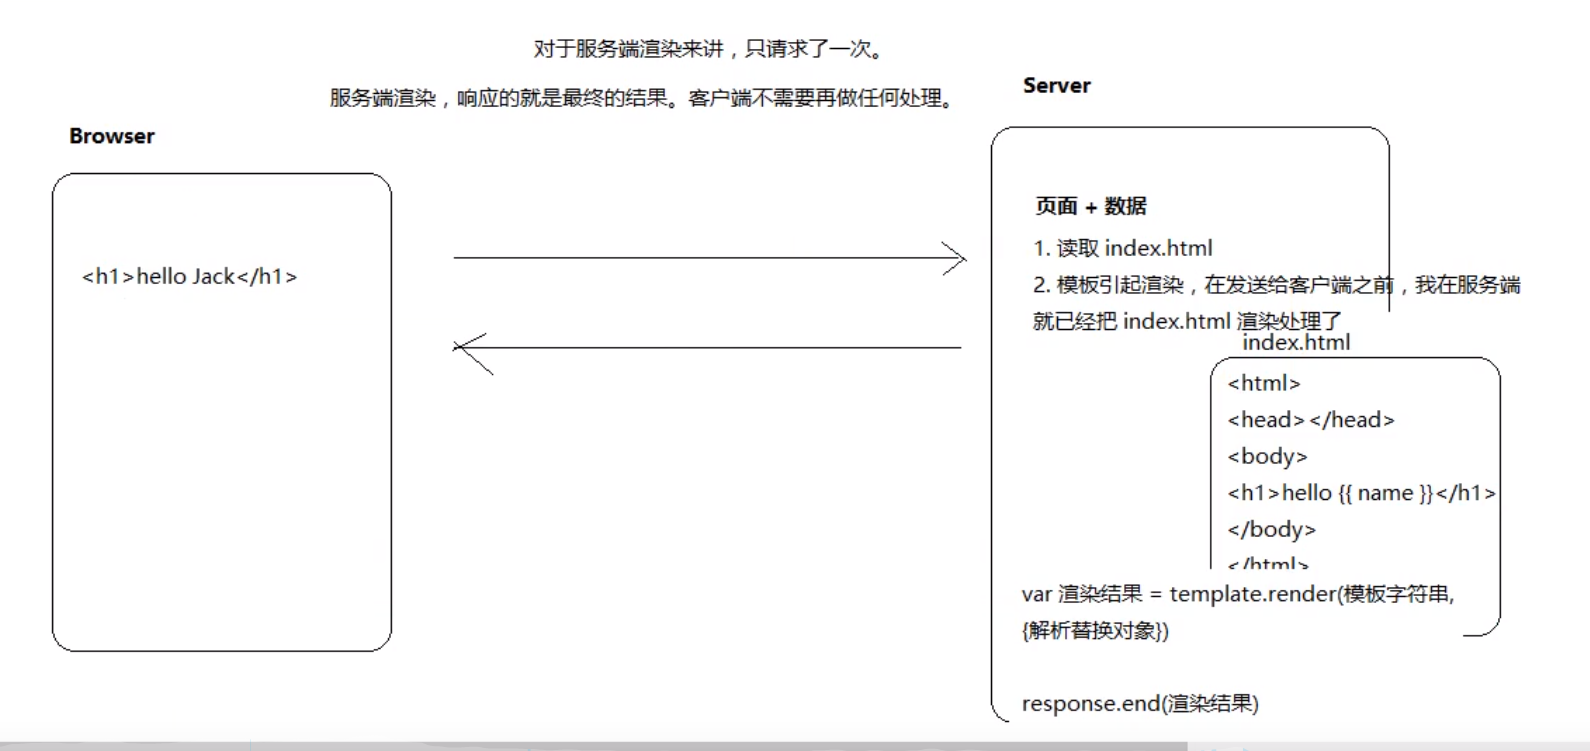 对于服务端渲染来讲，只请求了一次。
服务端渲染，响应的就是最终的结果。客户端不需要再做任何处理。
Server
Browser
页面 + 数据
1. 读取 index.html
2. 模板引起渲染，在发送给客户端之前，我在服务端
就已经把 index.html 渲染处理了
<h1>hello Jack</h1>
index.html
<html>
<head></head>
<body>
<h1>hello {{ name }}</h1>
</body>
</html>
var 渲染结果 = template.render(模板字符串,
{解析替换对象})
response.end(渲染结果)